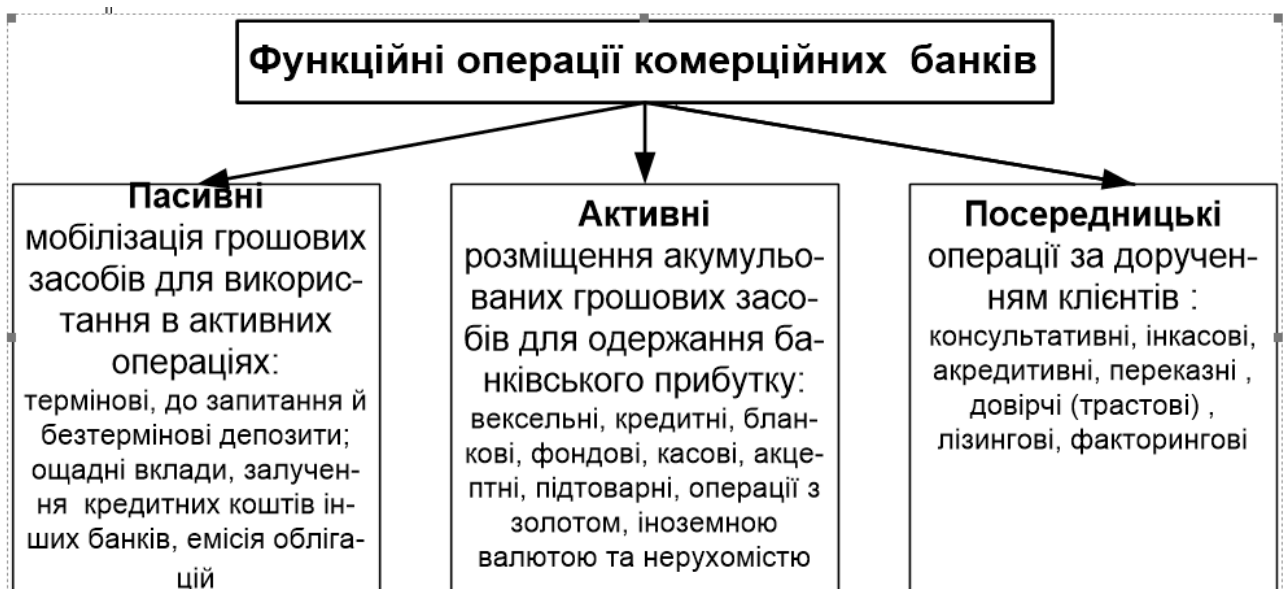 Функційні операції комерційних банків
Пасивні
мобілізація грошових
засобів для викорис-
тання в активних
операціях:
термінові, до запитання й
безтермінові депозити;
ощадні вклади, залучен-
ня кредитних коштів ін-
ших банків, емісія обліга-
цій
Активні
розміщення акумульо-
ваних грошових засо-
бів для одержання ба-
нківського прибутку:
вексельні, кредитні, блан-
кові, фондові, касові, акце-
птні, підтоварні, операції з
золотом, іноземною
валютою та нерухомістю
Посередницькі
операції за доручен-
ням клієнтів :
консультативні, інкасові,
акредитивні, переказні ,
довірчі (трастові) ,
лізингові, факторингові